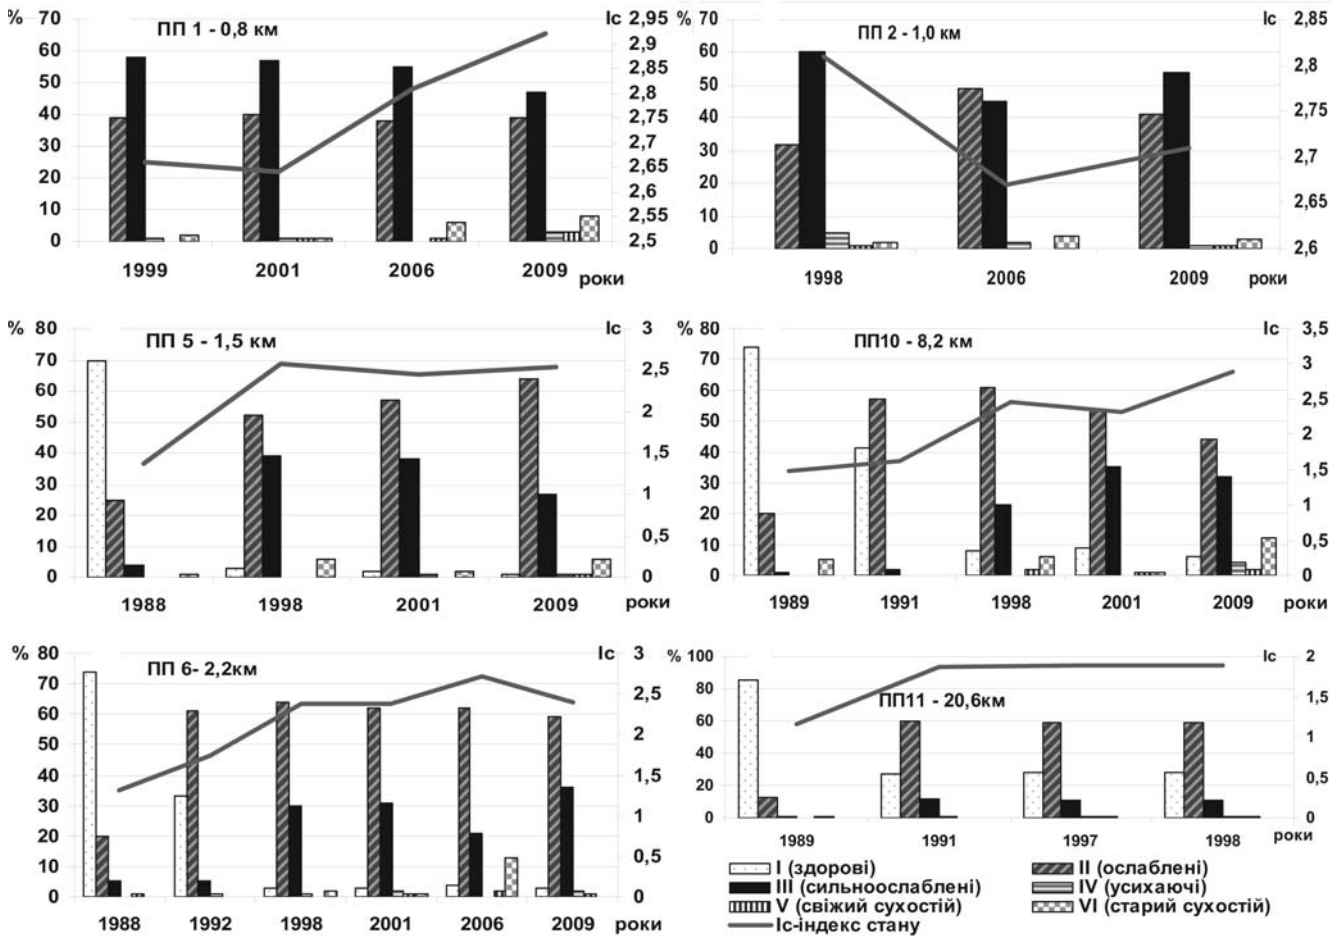 % 70 60 50 40 30 20 10 0
ПП 1 - 0,8 км
Ic 2,95 2,9 2,85 2,8 2,75 2,7 2,65 2,6 2,55 2,5
1999 2001 2006 2009 роки
% 70 60 50 40 30 20 10 0
ПП 2 - 1,0 км
Ic 2,85 2,8 2,75 2,7 2,65 2,6
1998 2006 2009 роки
% 80 70 60 50 40 30 20 10 0
ПП 5 - 1,5 км
Ic 3 2,5 2 1,5 1 0,5 0
1988 1998 2001 2009 роки
% 80 70 60 50 40 30 20 10 0
ПП10 - 8,2 км
Ic 3,5 3 2,5 2 1,5 1 0,5 0
1989 1991 1998 2001 2009 роки
% 80 70 60 50 40 30 20 10 0
ПП 6- 2,2км
Ic 3 2,5 2 1,5 1 0,5 0
1988 1992 1998 2001 2006 2009 роки
% 100 80 60 40 20 0
ПП11 - 20,6км
Ic 2 1,5 1 0,5 0
1989 1991 1997 1998 роки
I (здорові)
II (ослаблені)
III (сильноослаблені)
IV (усихаючі)
V (свіжий сухостій)
VI (старий сухостій)
Ic-індекс стану